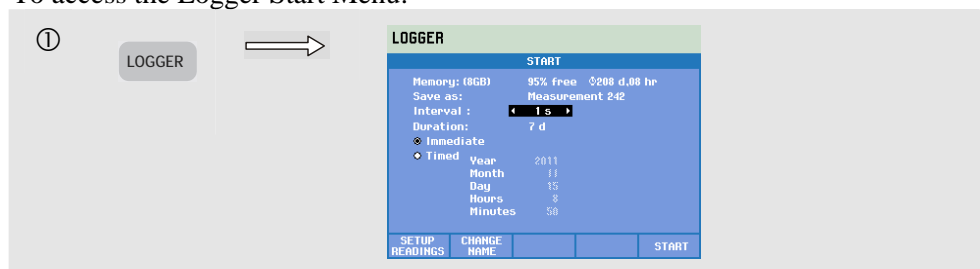 To access the Logger Start Menu:
①
LOGGER
LOGGER
START
Memory: (8GB) 95% free 208 d,08 hr
Save as: Measurement 242
Interval : 1 s
Duration: 7 d
Immediate
Timed
Year 2011
Month 11
Day 15
Hours 8
Minutes 50
SETUP READINGS
CHANGE NAME
START